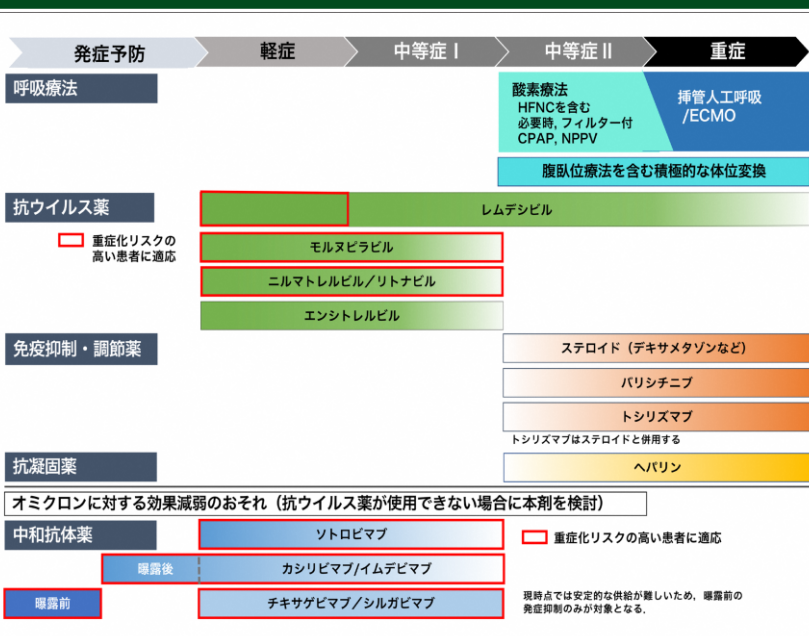 発症予防
軽症
中等症 I
中等症 II
重症
呼吸療法
酸素療法
HFNCを含む
必要時, フィルター付
CPAP, NPPV
挿管人工呼吸
/ECMO
腹臥位療法を含む積極的な体位変換
抗ウイルス薬
レムデシビル
重症化リスクの
高い患者に適応
モルヌピラビル
ニルマトレルビル／リトナビル
エンシトレルビル
免疫抑制・調節薬
ステロイド（デキサメタゾンなど）
バリシチニブ
トシリズマブ
トシリズマブはステロイドと併用する
抗凝固薬
ヘパリン
オミクロンに対する効果減弱のおそれ（抗ウイルス薬が使用できない場合に本剤を検討）
中和抗体薬
ソトロビマブ
重症化リスクの高い患者に適応
曝露後
カシリビマブ/イムデビマブ
曝露前
チキサゲビマブ／シルガビマブ
現時点では安定的な供給が難しいため，曝露前の
発症抑制のみが対象となる．